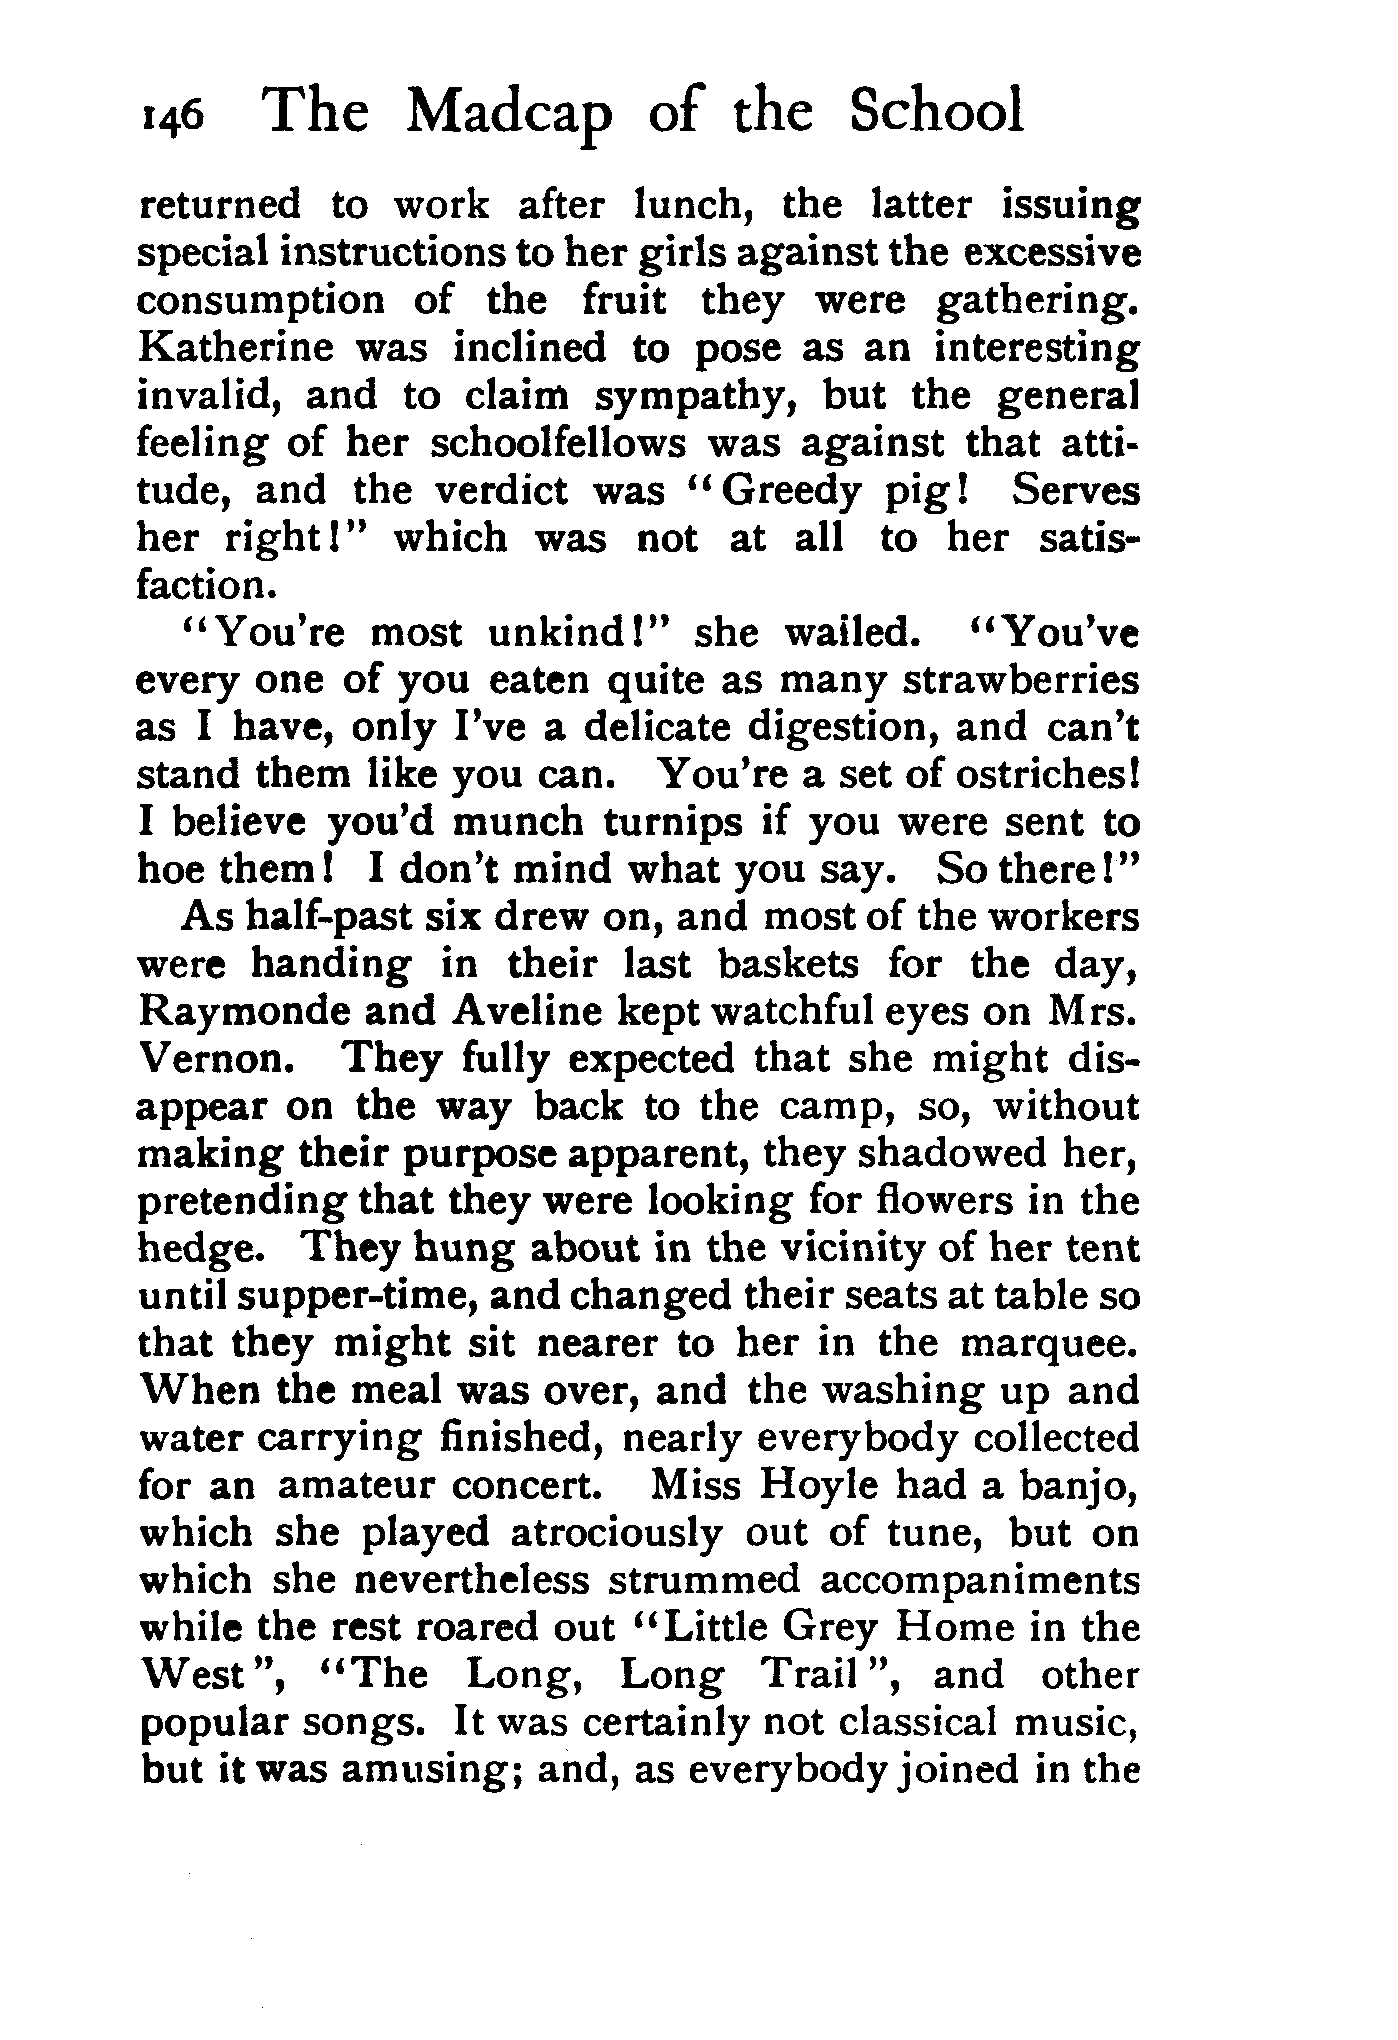 146 The Madcap of the School
returned to work after lunch, the latter issuing
special instructions to her girls against the excessive
consumption of the fruit they were gathering.
Katherine was inclined to pose as an interesting
invalid, and to claim sympathy, but the general
feeling of her schoolfellows was against that atti-
tude, and the verdict was "Greedy pig! Serves
her right!" which was not at all to her satis-
faction.
"You're most unkind!" she wailed. "You've
every one of you eaten quite as many strawberries
as I have, only I've a delicate digestion, and can't
stand them like you can. You're a set of ostriches!
I believe you'd munch turnips if you were sent to
hoe them! I don't mind what you say. So there!"
As half-past six drew on, and most of the workers
were handing in their last baskets for the day,
Raymonde and Aveline kept watchful eyes on Mrs.
Vernon. They fully expected that she might dis-
appear on the way back to the camp, so, without
making their purpose apparent, they shadowed her,
pretending that they were looking for flowers in the
hedge. They hung about in the vicinity of her tent
until supper-time, and changed their seats at table so
that they might sit nearer to her in the marquee.
When the meal was over, and the washing up and
water carrying finished, nearly everybody collected
for an amateur concert. Miss Hoyle had a banjo,
which she played atrociously out of tune, but on
which she nevertheless strummed accompaniments
while the rest roared out "Little Grey Home in the
West", "The Long, Long Trail", and other
popular songs. It was certainly not classical music,
but it was amusing; and, as everybody joined in the